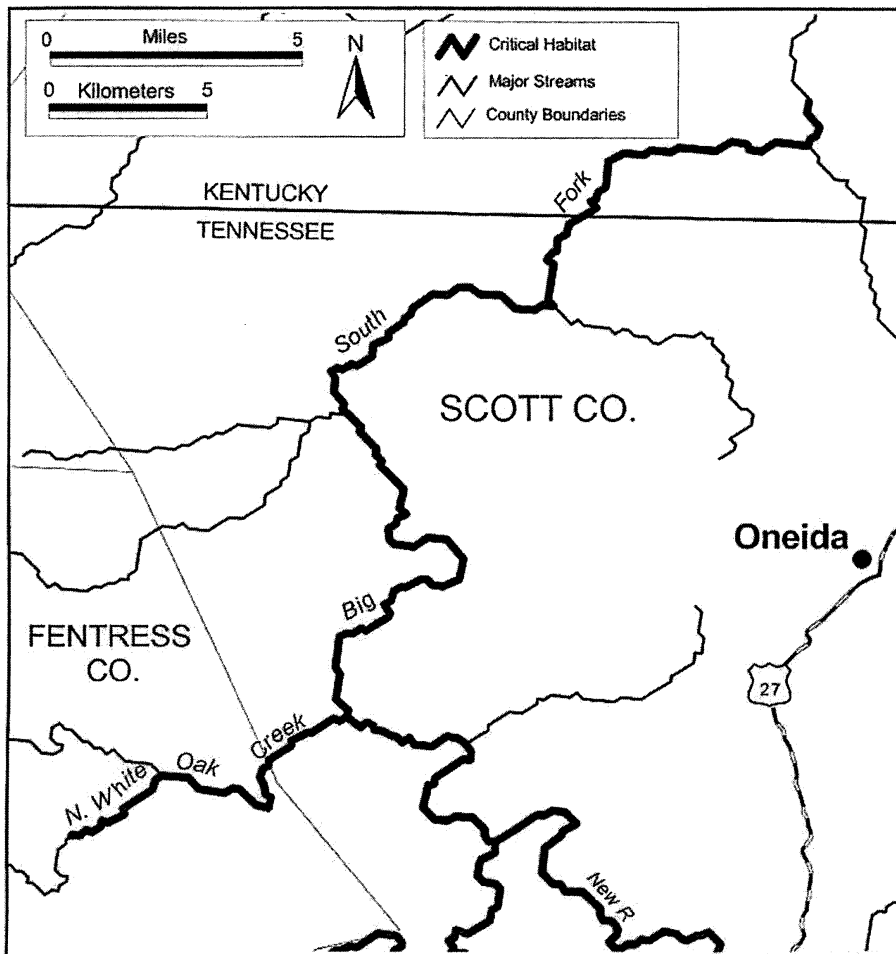 0 Miles 5
0 Kilometers 5
N
Critical Habitat
Major Streams
County Boundaries
KENTUCKY
TENNESSEE
Fork
South
SCOTT CO.
Oneida
Big
FENTRESS
CO.
27
Creek
Oak
N. White
New R